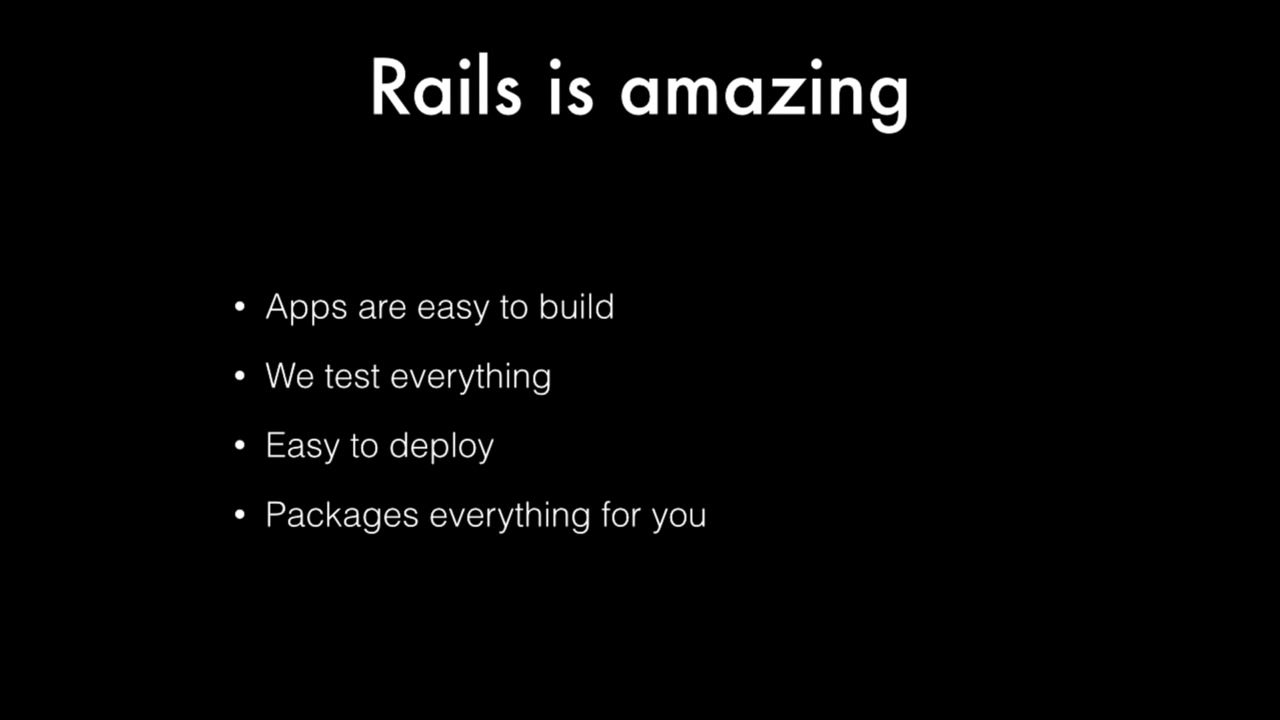 Rails is amazing
• Apps are easy to build
• We test everything
• Easy to deploy
• Packages everything for you